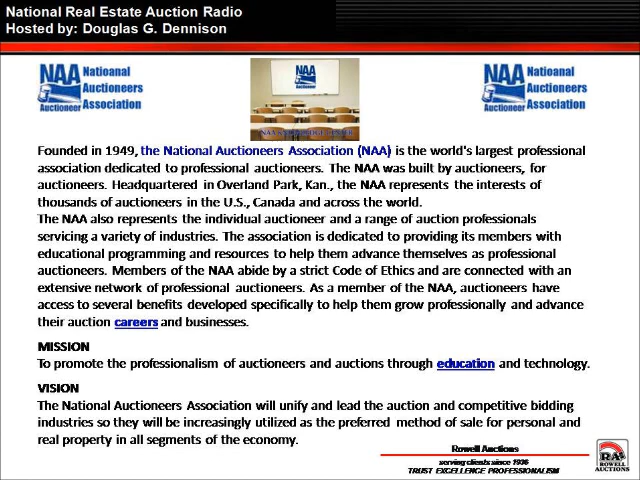 National Real Estate Auction Radio
Hosted by: Douglas G. Dennison
NAA Natioanal
Auctioneers
Auctioneer Association
NAA
NAA KNOWLEDGE CENTER
NAA Natioanal
Auctioneers
Auctioneer Association
Founded in 1949, the National Auctioneers Association (NAA) is the world's largest professional
association dedicated to professional auctioneers. The NAA was built by auctioneers, for
auctioneers. Headquartered in Overland Park, Kan., the NAA represents the interests of
thousands of auctioneers in the U.S., Canada and across the world.
The NAA also represents the individual auctioneer and a range of auction professionals
servicing a variety of industries. The association is dedicated to providing its members with
educational programming and resources to help them advance themselves as professional
auctioneers. Members of the NAA abide by a strict Code of Ethics and are connected with an
extensive network of professional auctioneers. As a member of the NAA, auctioneers have
access to several benefits developed specifically to help them grow professionally and advance
their auction careers and businesses.
MISSION
To promote the professionalism of auctioneers and auctions through education and technology.
VISION
The National Auctioneers Association will unify and lead the auction and competitive bidding
industries so they will be increasingly utilized as the preferred method of sale for personal and
real property in all segments of the economy.
Rowell Auctions
serving clients since 1936
TRUST EXCELLENCE PROFESSIONALISM
RA
ROWELL
AUCTIONS